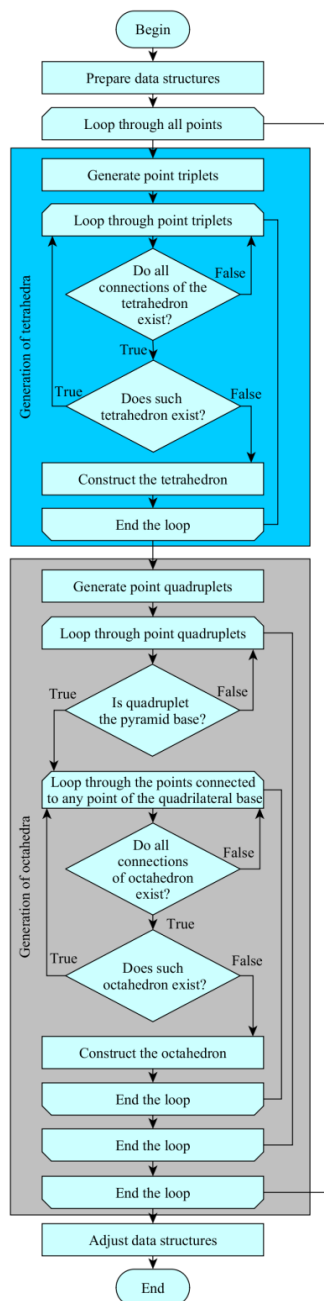 Begin
Prepare data structures
Loop through all points
Generation of tetrahedra
Generate point triplets
Loop through point triplets
Do all
connections of the
tetrahedron
exist?
False
True
Does such
tetrahedron exist?
True
False
Construct the tetrahedron
End the loop
Generation of octahedra
Generate point quadruplets
Loop through point quadruplets
Is quadruplet
the pyramid base?
True
False
Loop through the points connected
to any point of the quadrilateral base
Do all
connections
of octahedron
exist?
False
True
Does such
octahedron exist?
True
False
Construct the octahedron
End the loop
End the loop
End the loop
Adjust data structures
End